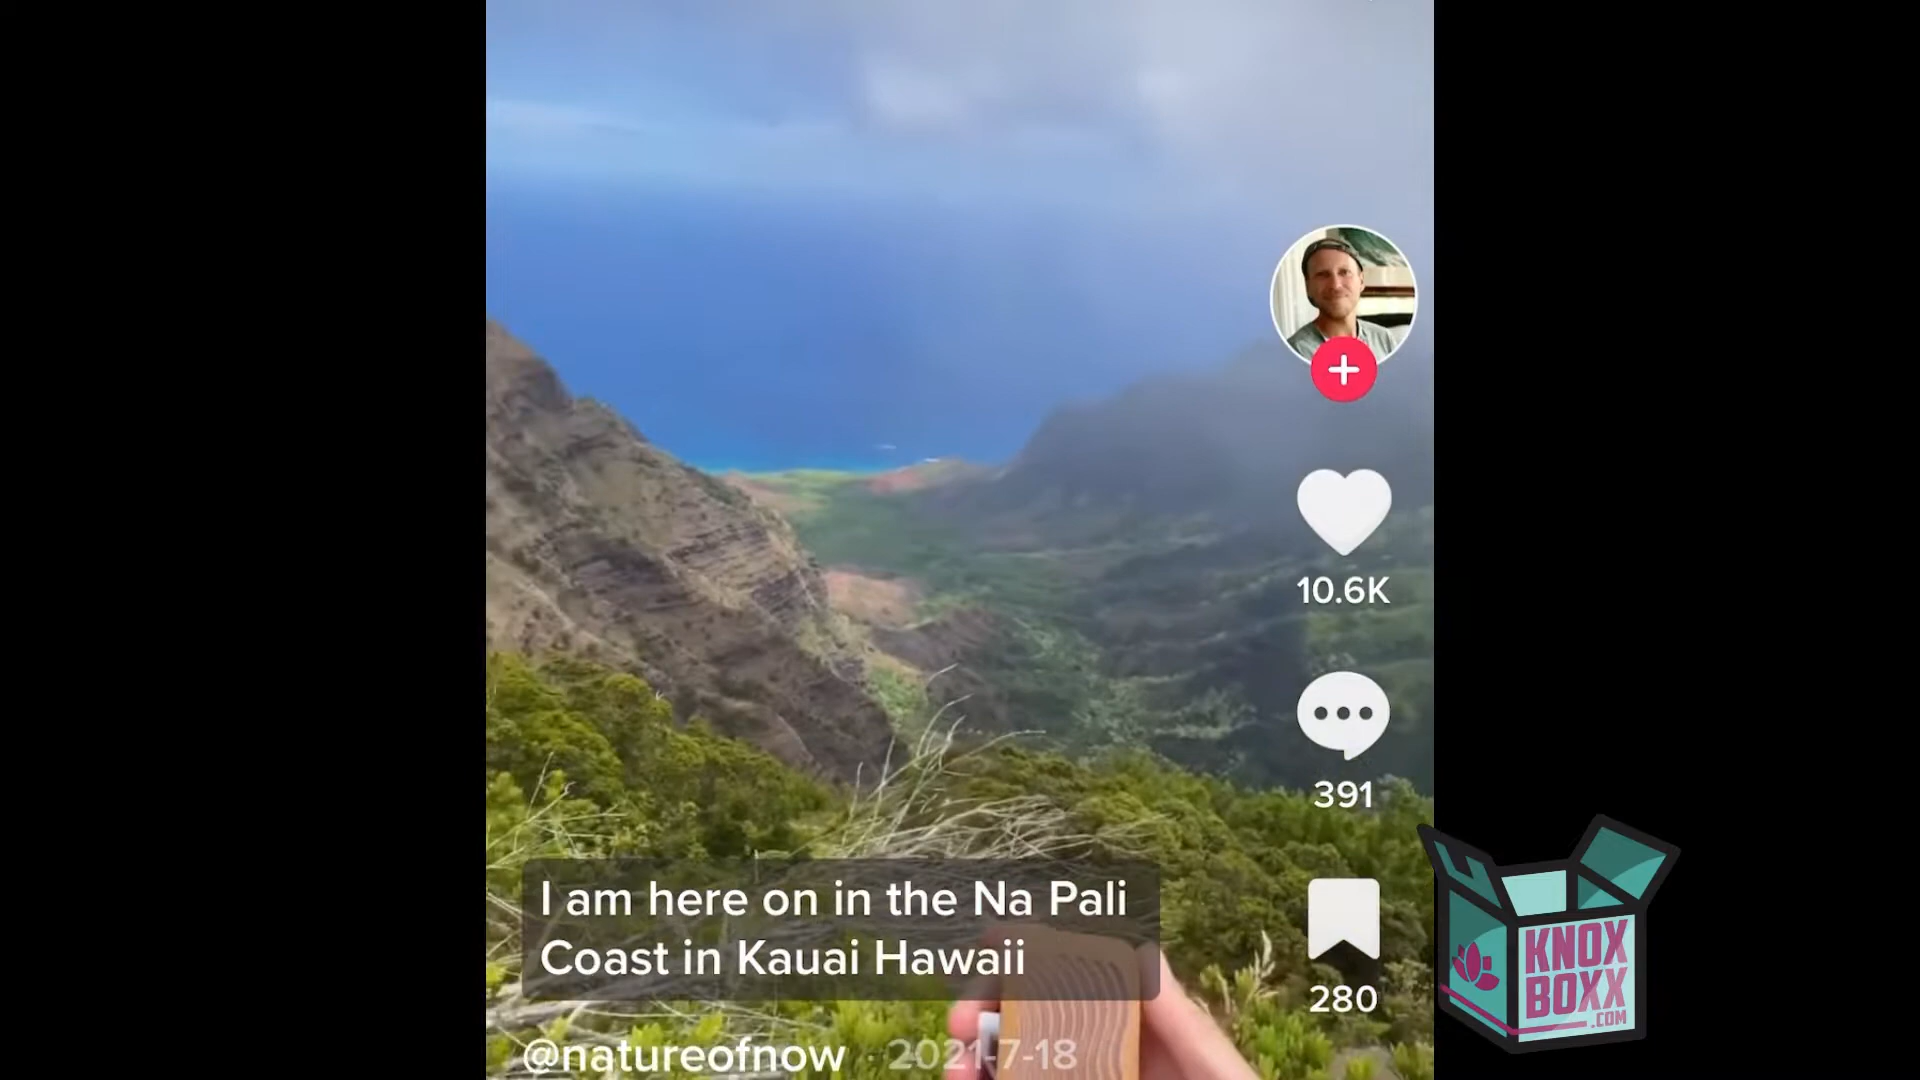 10.6K
391
I am here on in the Na Pali
Coast in Kauai Hawaii
280
@natureofnow · 2021-7-18
KNOX
BOXX
.COM